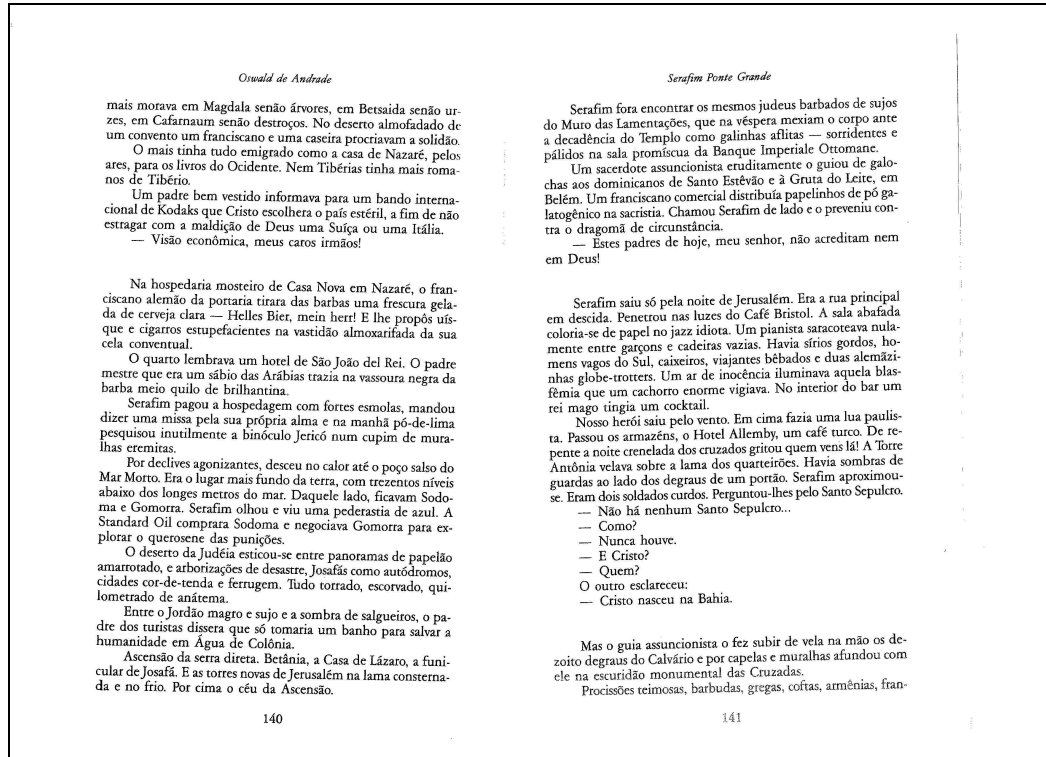 Oswald de Andrade
mais morava em Magdala senão árvores, em Betsaida senão ur-
zes, em Cafarnaum senão destroços. No deserto almofadado de
um convento um franciscano e uma caseira procriavam a solidão.
O mais tinha tudo emigrado como a casa de Nazaré, pelos
ares, para os livros do Ocidente. Nem Tibérias tinha mais roma-
nos de Tibério.
Um padre bem vestido informava para um bando interna-
cional de Kodaks que Cristo escolhera o país estéril, a fim de não
estragar com a maldição de Deus uma Suíça ou uma Itália.
— Visão econômica, meus caros irmãos!
Na hospedaria mosteiro de Casa Nova em Nazaré, o fran-
ciscano alemão da portaria tirara das barbas uma frescura gela-
da de cerveja clara — Helles Bier, mein herr! E lhe propôs uís-
que e cigarros estupefacientes na vastidão almoxarifada da sua
cela conventual.
O quarto lembrava um hotel de São João del Rei. O padre
mestre que era um sábio das Arábias trazia na vassoura negra da
barba meio quilo de brilhantina.
Serafim pagou a hospedagem com fortes esmolas, mandou
dizer uma missa pela sua própria alma e na manhã pó-de-lima
pesquisou inutilmente a binóculo Jericó num cupim de mura-
lhas eremitas.
Por declives agonizantes, desceu no calor até o poço salso do
Mar Morto. Era o lugar mais fundo da terra, com trezentos níveis
abaixo dos longes metros do mar. Daquele lado, ficavam Sodo-
ma e Gomorra. Serafim olhou e viu uma pederastia de azul. A
Standard Oil comprara Sodoma e negociava Gomorra para ex-
plorar o querosene das punições.
O deserto da Judéia esticou-se entre panoramas de papelão
amarrotado, e arborizações de desastre, Josafás como autódromos,
cidades cor-de-tenda e ferrugem. Tudo torrado, escorvado, qui-
lometrado de anátema.
Entre o Jordão magro e sujo e a sombra de salgueiros, o pa-
dre dos turistas dissera que só tomaria um banho para salvar a
humanidade em Água de Colônia.
Ascensão da serra direta. Betânia, a Casa de Lázaro, a funi-
cular de Josafá. E as torres novas de Jerusalém na lama consterna-
da e no frio. Por cima o céu da Ascensão.
140
Serafim Ponte Grande
Serafim fora encontrar os mesmos judeus barbados de sujos
do Muro das Lamentações, que na véspera mexiam o corpo ante
a decadência do Templo como galinhas aflitas — sorridentes e
pálidos na sala promíscua da Banque Imperiale Ottomane.
Um sacerdote assuncionista eruditamente o guiou de galo-
chas aos dominicanos de Santo Estêvão e à Gruta do Leite, em
Belém. Um franciscano comercial distribuía papelinhos de pó ga-
latogênico na sacristia. Chamou Serafim de lado e o preveniu con-
tra o dragomã de circunstância.
— Estes padres de hoje, meu senhor, não acreditam nem
em Deus!
Serafim saiu só pela noite de Jerusalém. Era a rua principal
em descida. Penetrou nas luzes do Café Bristol. A sala abafada
coloria-se de papel no jazz idiota. Um pianista saracoteava nula-
mente entre garçons e cadeiras vazias. Havia sírios gordos, ho-
mens vagos do Sul, caixeiros, viajantes bêbados e duas alemãzi-
nhas globe-trotters. Um ar de inocência iluminava aquela blas-
fêmia que um cachorro enorme vigiava. No interior do bar um
rei mago tingia um cocktail.
Nosso herói saiu pelo vento. Em cima fazia uma lua paulis-
ta. Passou os armazéns, o Hotel Allemby, um café turco. De re-
pente a noite crenelada dos cruzados gritou quem vens lá! A Torre
Antônia velava sobre a lama dos quarteirões. Havia sombras de
guardas ao lado dos degraus de um portão. Serafim aproximou-
se. Eram dois soldados curdos. Perguntou-lhes pelo Santo Sepulcro.
— Não há nenhum Santo Sepulcro...
— Como?
— Nunca houve.
— E Cristo?
— Quem?
O outro esclareceu:
— Cristo nasceu na Bahia.
Mas o guia assuncionista o fez subir de vela na mão os de-
zoito degraus do Calvário e por capelas e muralhas afundou com
ele na escuridão monumental das Cruzadas.
Procissões teimosas, barbudas, gregas, coftas, armênias, fran-
141